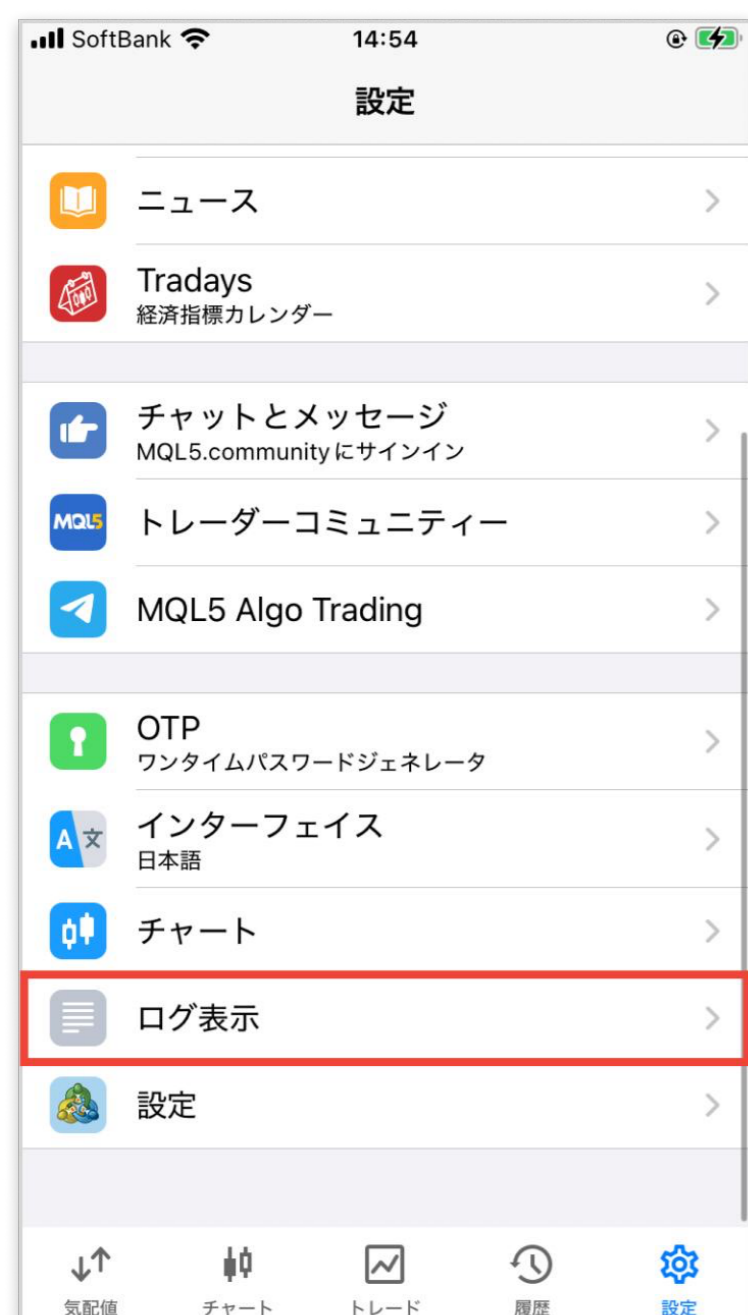 SoftBank 14:54
設定
ニュース
Tradays
経済指標カレンダー
チャットとメッセージ
MQL5.communityにサインイン
MQL5
トレーダーコミュニティー
MQL5 Algo Trading
OTP
ワンタイムパスワードジェネレータ
A 文
インターフェイス
日本語
チャート
ログ表示
設定
気配値 チャート トレード 履歴 設定